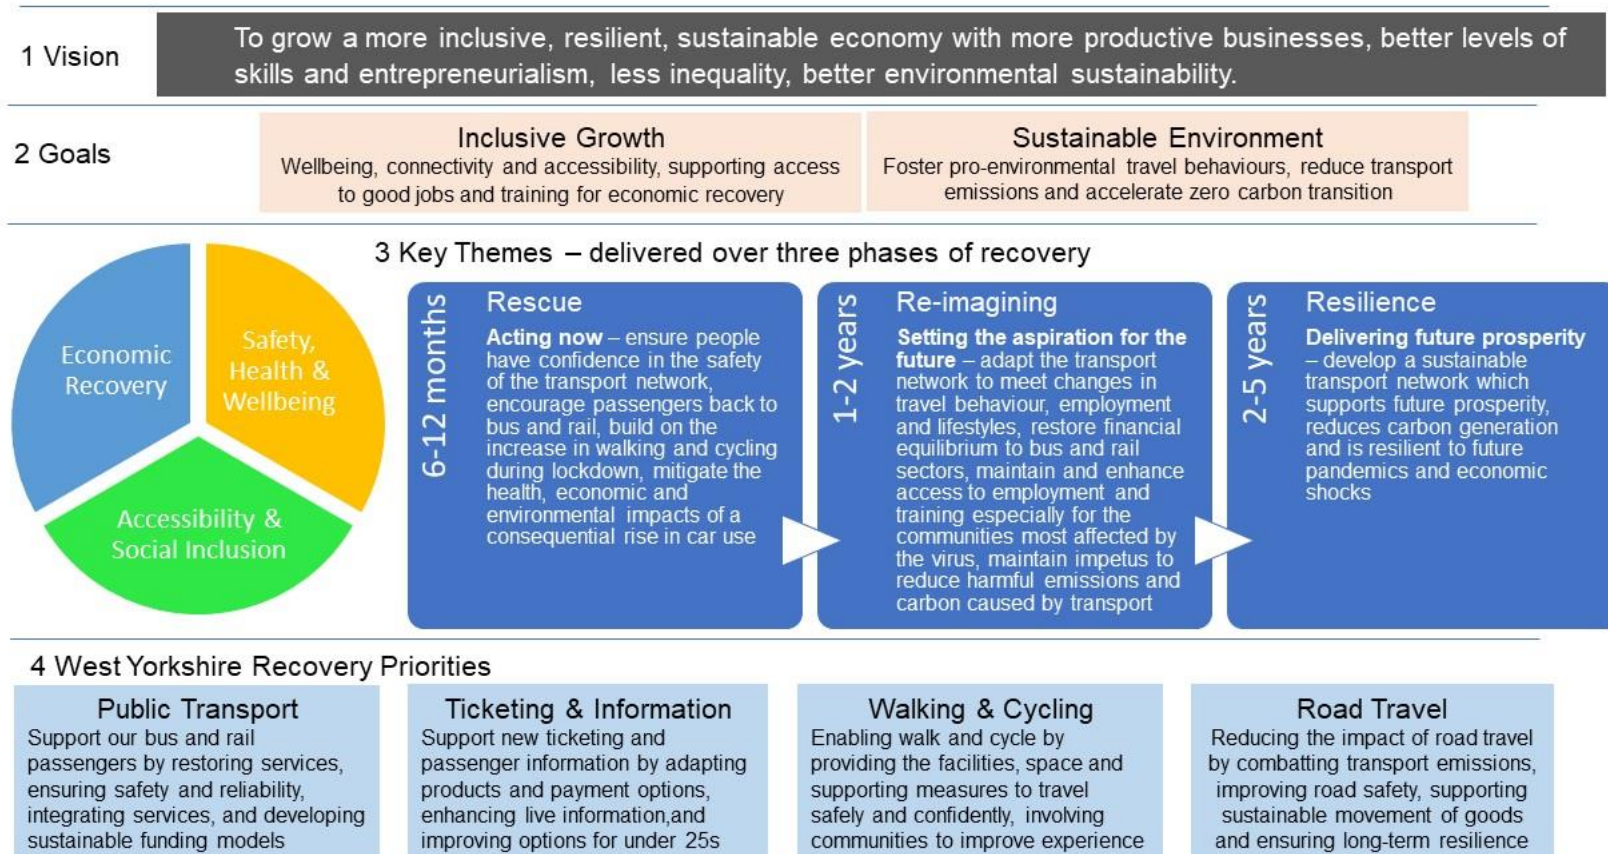 1 Vision
To grow a more inclusive, resilient, sustainable economy with more productive businesses, better levels of
skills and entrepreneurialism, less inequality, better environmental sustainability.
2 Goals
Inclusive Growth
Wellbeing, connectivity and accessibility, supporting access
to good jobs and training for economic recovery
Sustainable Environment
Foster pro-environmental travel behaviours, reduce transport
emissions and accelerate zero carbon transition
3 Key Themes – delivered over three phases of recovery
Economic
Recovery
Safety,
Health &
Wellbeing
Accessibility &
Social Inclusion
6-12 months
Rescue
Acting now – ensure people
have confidence in the safety
of the transport network,
encourage passengers back to
bus and rail, build on the
increase in walking and cycling
during lockdown, mitigate the
health, economic and
environmental impacts of a
consequential rise in car use
1-2 years
Re-imagining
Setting the aspiration for the
future – adapt the transport
network to meet changes in
travel behaviour, employment
and lifestyles, restore financial
equilibrium to bus and rail
sectors, maintain and enhance
access to employment and
training especially for the
communities most affected by
the virus, maintain impetus to
reduce harmful emissions and
carbon caused by transport
2-5 years
Resilience
Delivering future prosperity
– develop a sustainable
transport network which
supports future prosperity,
reduces carbon generation
and is resilient to future
pandemics and economic
shocks
4 West Yorkshire Recovery Priorities
Public Transport
Support our bus and rail
passengers by restoring services,
ensuring safety and reliability,
integrating services, and developing
sustainable funding models
Ticketing & Information
Support new ticketing and
passenger information by adapting
products and payment options,
enhancing live information,and
improving options for under 25s
Walking & Cycling
Enabling walk and cycle by
providing the facilities, space and
supporting measures to travel
safely and confidently, involving
communities to improve experience
Road Travel
Reducing the impact of road travel
by combatting transport emissions,
improving road safety, supporting
sustainable movement of goods
and ensuring long-term resilience